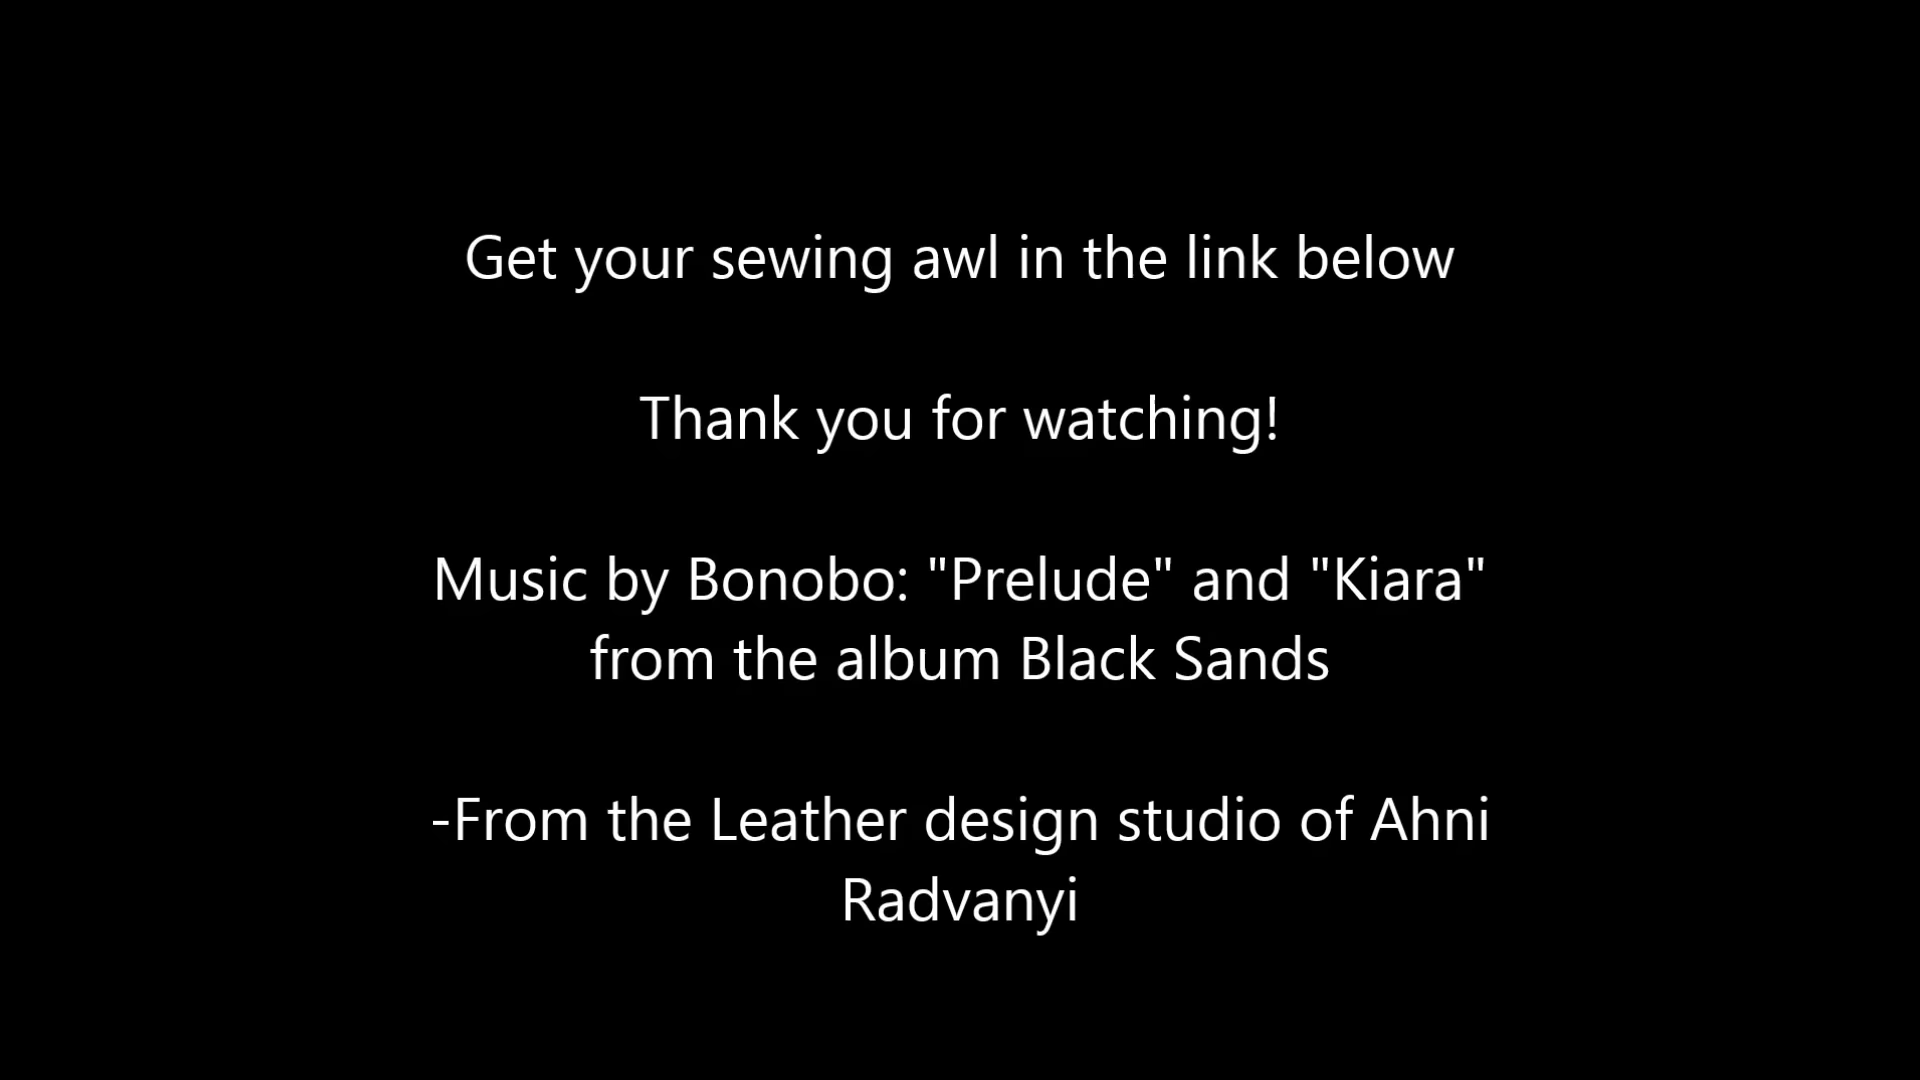 Get your sewing awl in the link below
Thank you for watching!
Music by Bonobo: "Prelude" and "Kiara"
from the album Black Sands
-From the Leather design studio of Ahni
Radvanyi